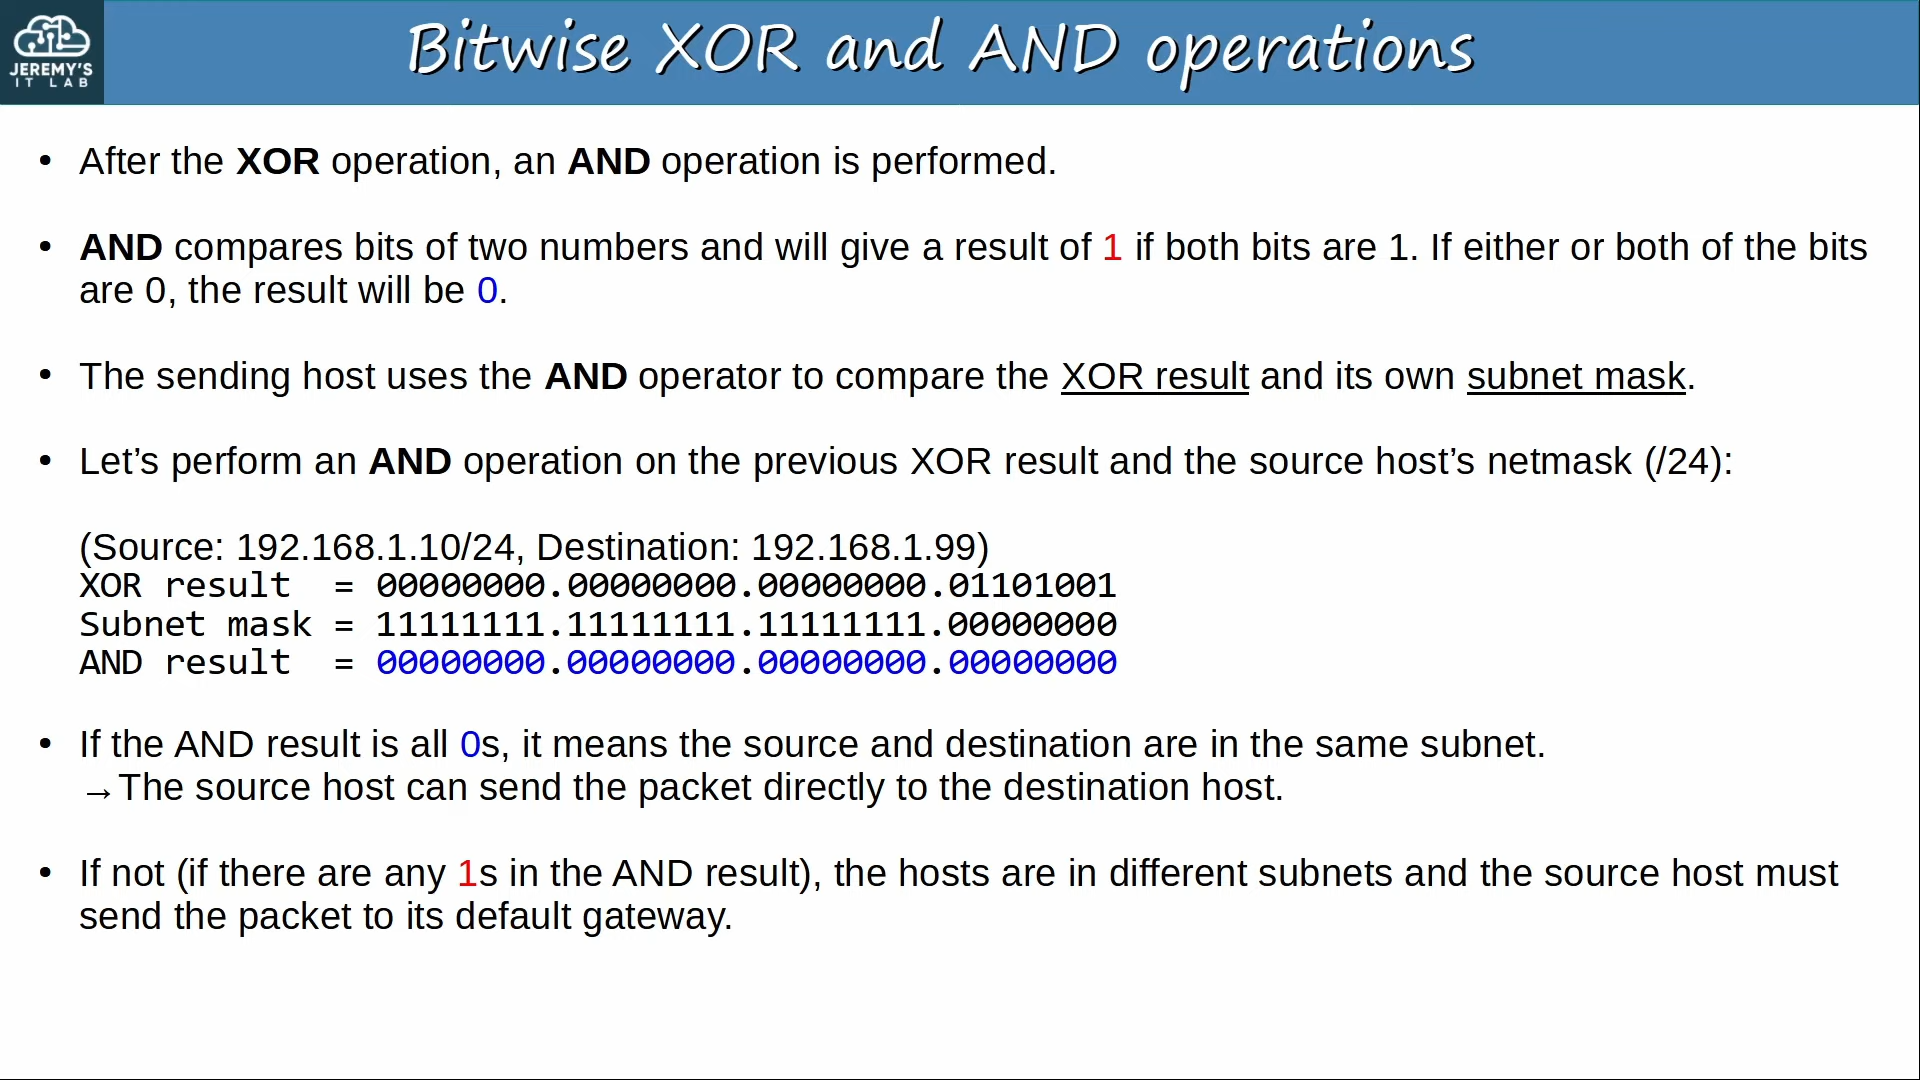 JEREMY'S
IT LAB
Bitwise XOR and AND operations
• After the XOR operation, an AND operation is performed.
• AND compares bits of two numbers and will give a result of 1 if both bits are 1. If either or both of the bits
are 0, the result will be 0.
• The sending host uses the AND operator to compare the XOR result and its own subnet mask.
• Let’s perform an AND operation on the previous XOR result and the source host’s netmask (/24):
(Source: 192.168.1.10/24, Destination: 192.168.1.99)
XOR result = 00000000.00000000.00000000.01101001
Subnet mask = 11111111.11111111.11111111.00000000
AND result = 00000000.00000000.00000000.00000000
• If the AND result is all 0s, it means the source and destination are in the same subnet.
→The source host can send the packet directly to the destination host.
• If not (if there are any 1s in the AND result), the hosts are in different subnets and the source host must
send the packet to its default gateway.